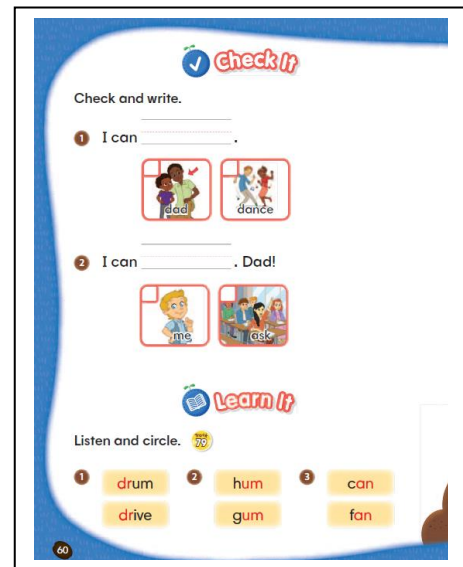 Check It
Check and write.
1 I can .
dad dance
2 I can . Dad!
me ask
Learn It
Listen and circle. 79
1 drum 2 hum 3 can
drive gum fan
60